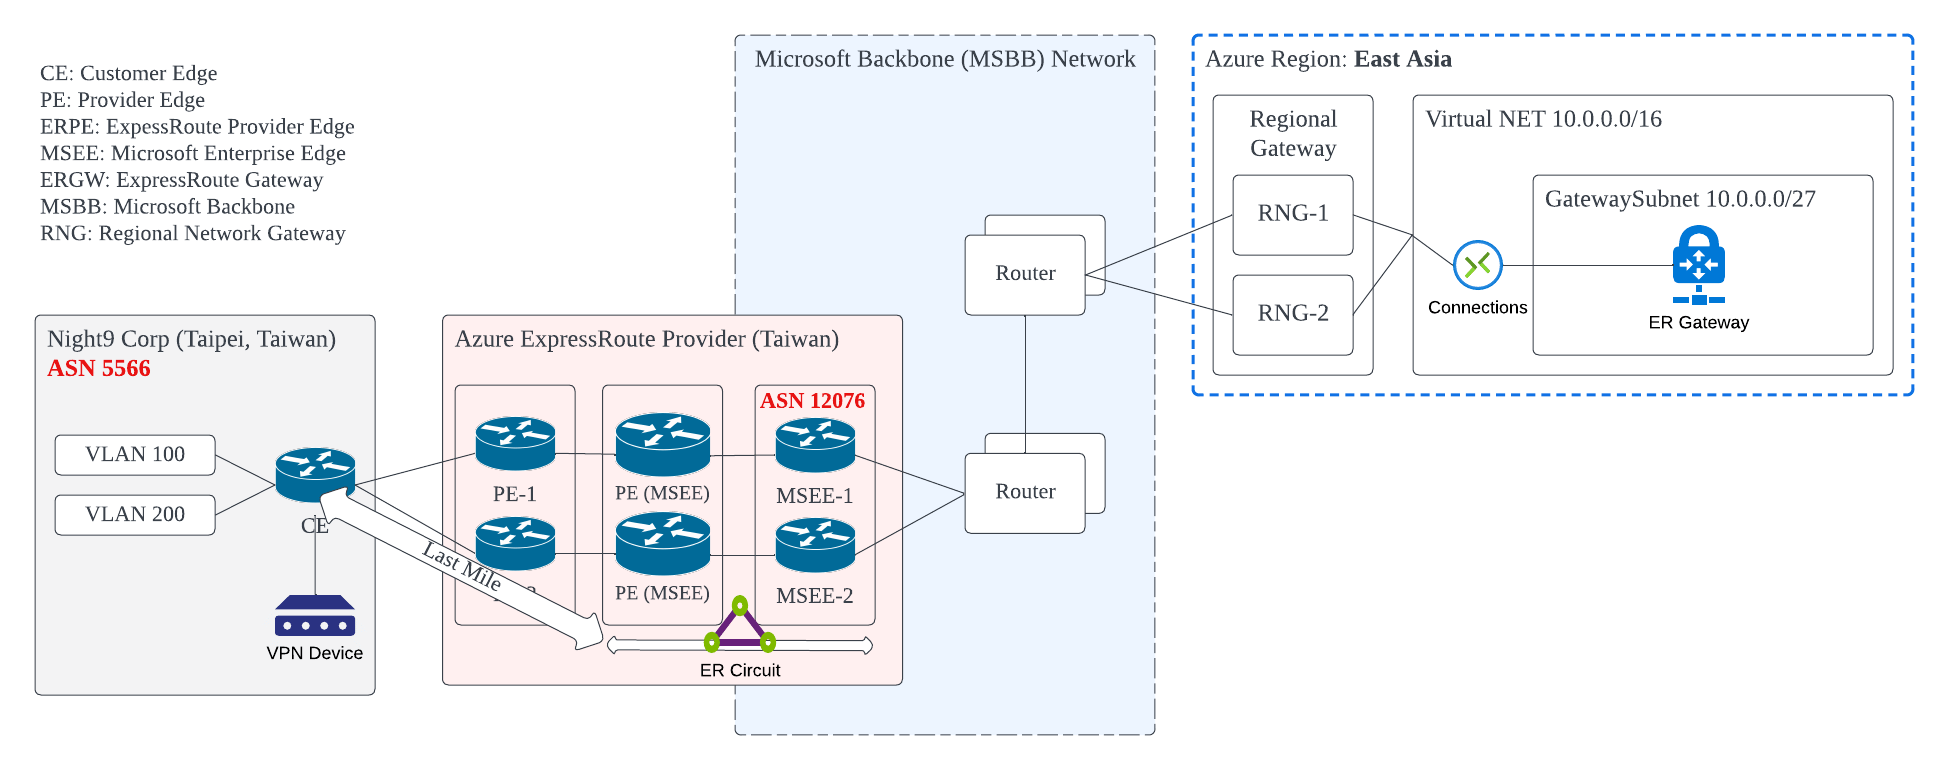 CE: Customer Edge
PE: Provider Edge
ERPE: ExpessRoute Provider Edge
MSEE: Microsoft Enterprise Edge
ERGW: ExpressRoute Gateway
MSBB: Microsoft Backbone
RNG: Regional Network Gateway
Night9 Corp (Taipei, Taiwan)
ASN 5566
VLAN 100
VLAN 200
CE
VPN Device
Last Mile
Azure ExpressRoute Provider (Taiwan)
PE-1
PE (MSEE)
PE (MSEE)
ASN 12076
MSEE-1
MSEE-2
ER Circuit
Microsoft Backbone (MSBB) Network
Router
Router
Azure Region: East Asia
Regional
Gateway
RNG-1
RNG-2
Virtual NET 10.0.0.0/16
Connections
GatewaySubnet 10.0.0.0/27
ER Gateway